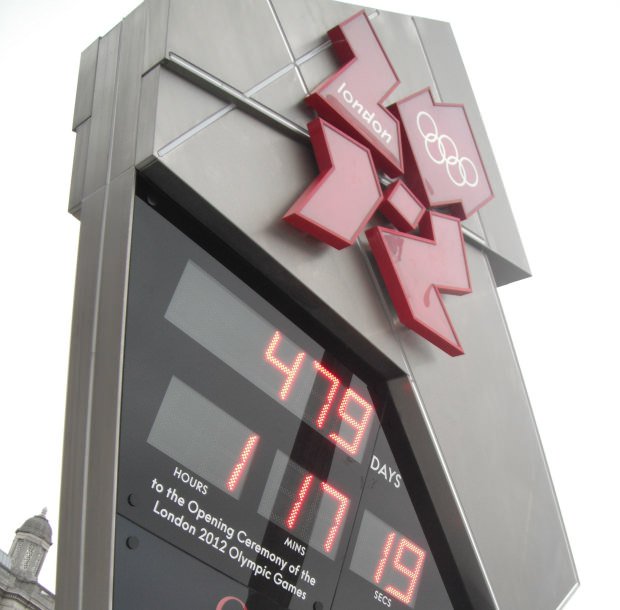 london
479 DAYS
1 17 19
HOURS MINS SECS
to the Opening Ceremony of the
London 2012 Olympic Games